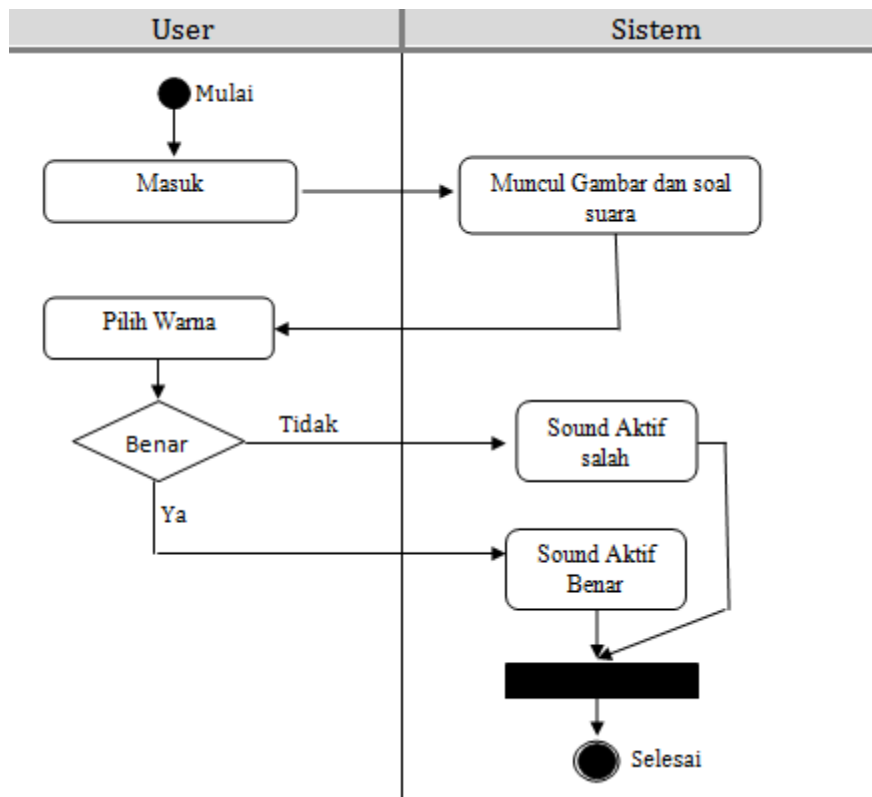 User
Sistem
Mulai
Masuk
Muncul Gambar dan soal
suara
Pilih Warna
Benar
Tidak
Sound Aktif
salah
Ya
Sound Aktif
Benar
Selesai